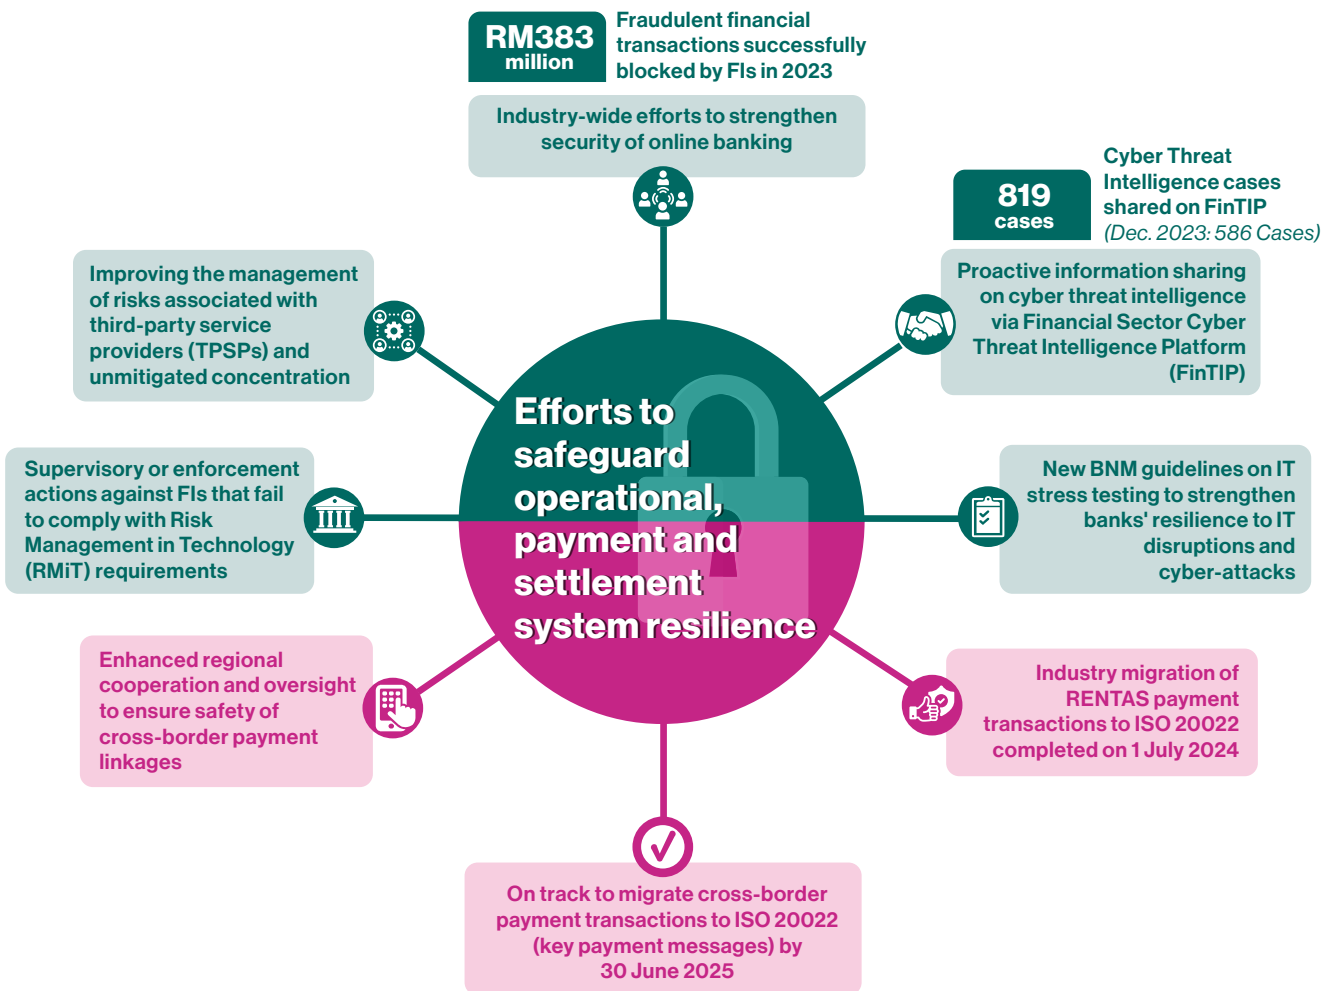 RM383
million
Fraudulent financial
transactions successfully
blocked by FIs in 2023
Industry-wide efforts to strengthen
security of online banking
819
cases
Cyber Threat
Intelligence cases
shared on FinTIP
(Dec. 2023: 586 Cases)
Proactive information sharing
on cyber threat intelligence
via Financial Sector Cyber
Threat Intelligence Platform
(FinTIP)
Improving the management
of risks associated with
third-party service
providers (TPSPs) and
unmitigated concentration
Efforts to
safeguard
operational,
payment and
settlement
system resilience
Supervisory or enforcement
actions against FIs that fail
to comply with Risk
Management in Technology
(RMiT) requirements
New BNM guidelines on IT
stress testing to strengthen
banks' resilience to IT
disruptions and
cyber-attacks
Enhanced regional
cooperation and oversight
to ensure safety of
cross-border payment
linkages
Industry migration of
RENTAS payment
transactions to ISO 20022
completed on 1 July 2024
On track to migrate cross-border
payment transactions to ISO 20022
(key payment messages) by
30 June 2025